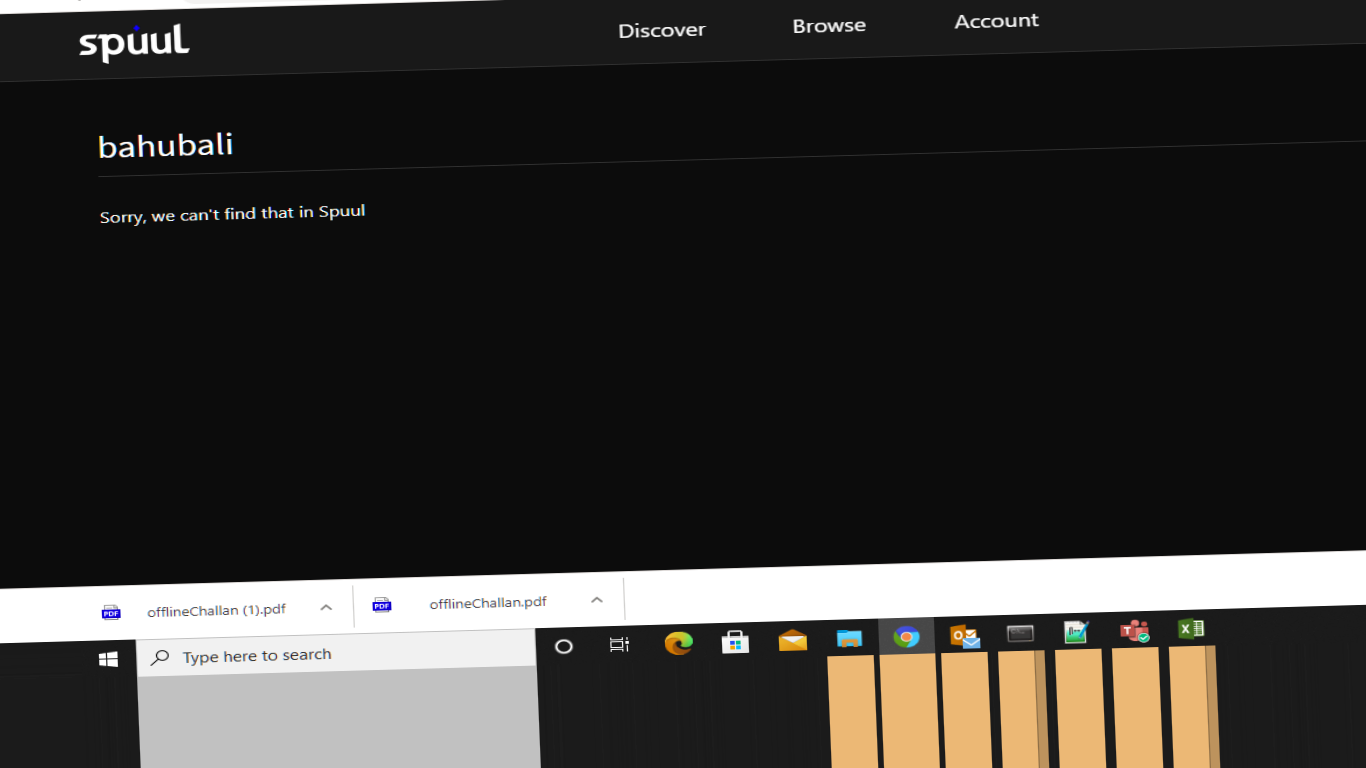 spuul
Discover Browse Account
bahubali
Sorry, we can't find that in Spuul
PDF offlineChallan (1).pdf PDF offlineChallan.pdf
Type here to search